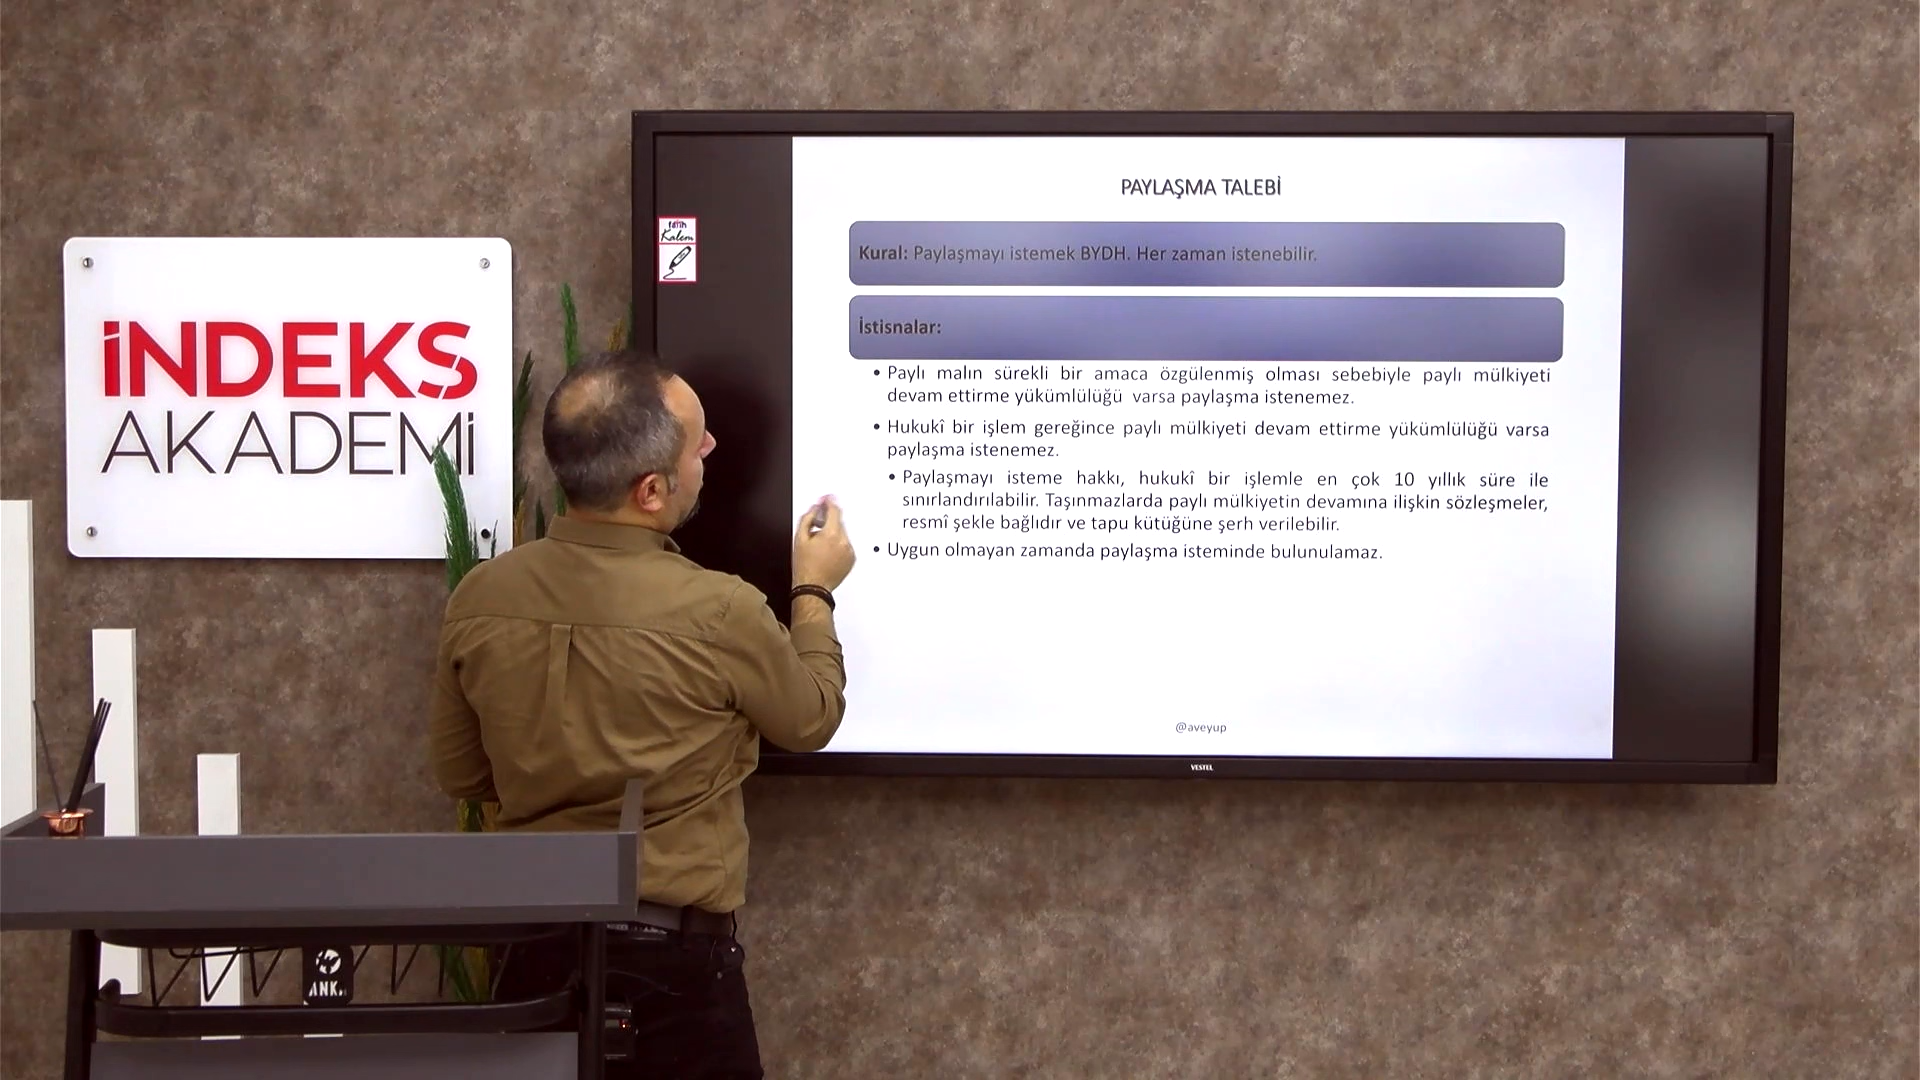 İNDEKS
AKADEMİ
fatih
Kalem
PAYLAŞMA TALEBİ
Kural: Paylaşmayı istemek BYDH. Her zaman istenebilir.
İstisnalar:
• Paylı malın sürekli bir amaca özgülenmiş olması sebebiyle paylı mülkiyeti
devam ettirme yükümlülüğü varsa paylaşma istenemez.
• Hukukî bir işlem gereğince paylı mülkiyeti devam ettirme yükümlülüğü varsa
paylaşma istenemez.
• Paylaşmayı isteme hakkı, hukukî bir işlemle en çok 10 yıllık süre ile
sınırlandırılabilir. Taşınmazlarda paylı mülkiyetin devamına ilişkin sözleşmeler,
resmî şekle bağlıdır ve tapu kütüğüne şerh verilebilir.
• Uygun olmayan zamanda paylaşma isteminde bulunulamaz.
@aveyup
VESTEL